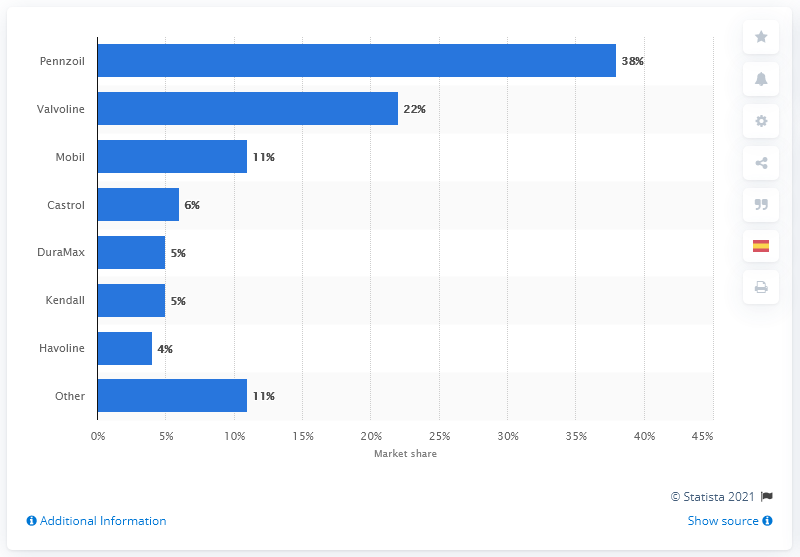 Pennzoil 38%
Valvoline 22%
Mobil 11%
Castrol 6%
DuraMax 5%
Kendall 5%
Havoline 4%
Other 11%
0% 5% 10% 15% 20% 25% 30% 35% 40% 45%
Market share
© Statista 2021
Additional Information Show source